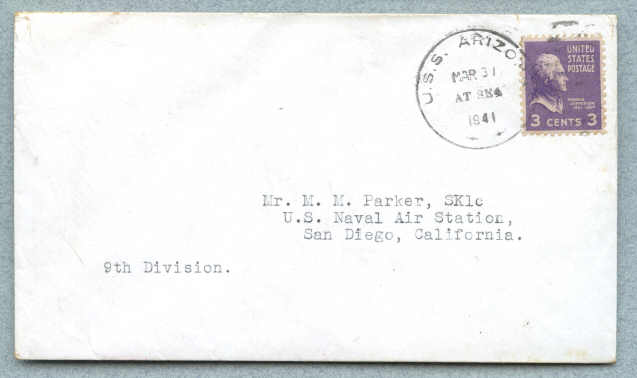 U.S.S. ARIZO
MAR 31
AT SEA
1941
UNITED
STATES
POSTAGE
3 CENTS 3
Mr. M. M. Parker, SK1c
U.S. Naval Air Station,
San Diego, California.
9th Division.